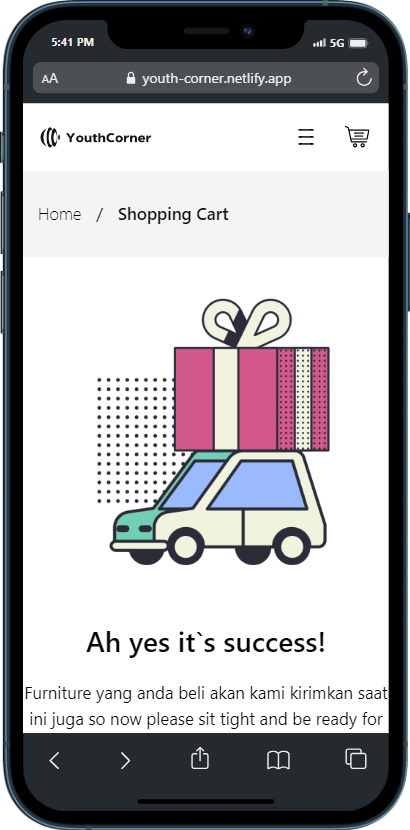 5:41 PM
5G
AA
youth-corner.netlify.app
YouthCorner
Home / Shopping Cart
Ah yes it`s success!
Furniture yang anda beli akan kami kirimkan saat
ini juga so now please sit tight and be ready for